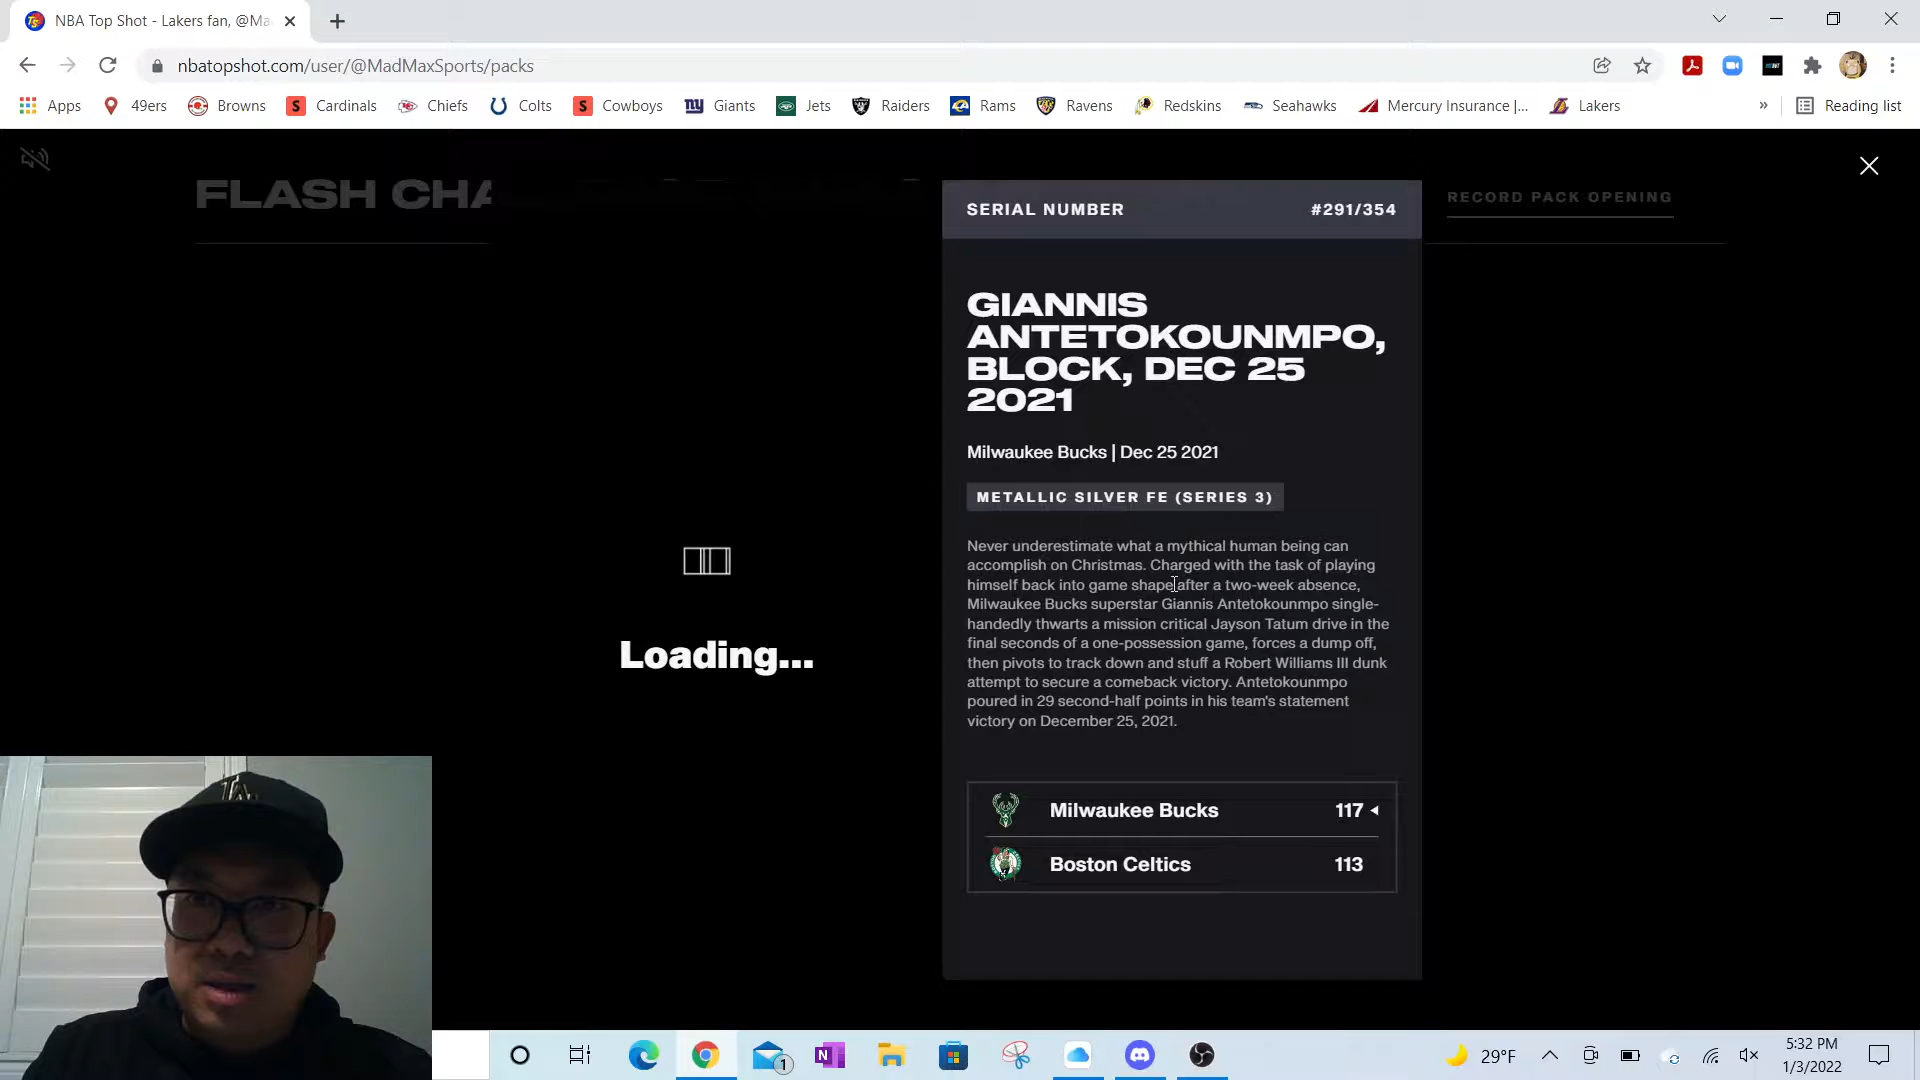 NBA Top Shot - Lakers fan, @Ma
nbatopshot.com/user/@MadMaxSports/packs
Apps 49ers Browns Cardinals Chiefs Colts Cowboys Giants Jets Raiders Rams Ravens Redskins Seahawks Mercury Insurance |... Lakers » Reading list
FLASH CHA
RECORD PACK OPENING
SERIAL NUMBER #291/354
GIANNIS
ANTETOKOUNMPO,
BLOCK, DEC 25
2021
Milwaukee Bucks | Dec 25 2021
METALLIC SILVER FE (SERIES 3)
Never underestimate what a mythical human being can
accomplish on Christmas. Charged with the task of playing
himself back into game shape after a two-week absence,
Milwaukee Bucks superstar Giannis Antetokounmpo single-
handedly thwarts a mission critical Jayson Tatum drive in the
final seconds of a one-possession game, forces a dump off,
then pivots to track down and stuff a Robert Williams III dunk
attempt to secure a comeback victory. Antetokounmpo
poured in 29 second-half points in his team's statement
victory on December 25, 2021.
Loading...
Milwaukee Bucks 117
Boston Celtics 113
1
29°F
5:32 PM
1/3/2022